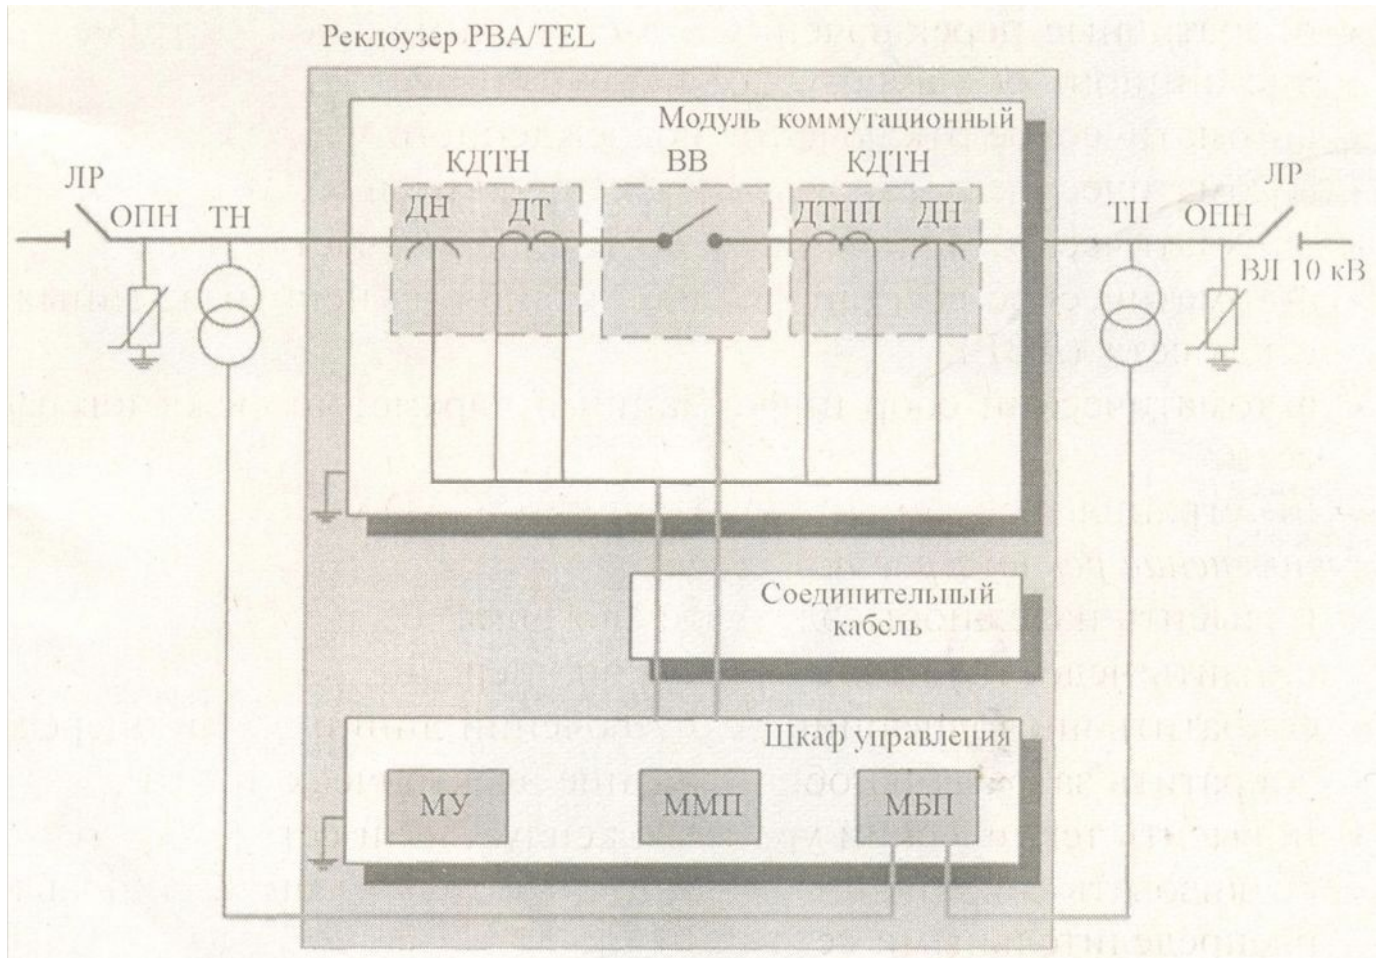 Реклоузер РВА/TEL
Модуль коммутационный
КДТН
ВВ
КДТН
ЛР
ОПН
ТН
ДН
ДТ
ДТНП
ДН
ТН
ОПН
ЛР
ВЛ 10 кВ
Соединительный
кабель
Шкаф управления
МУ
ММП
МБП